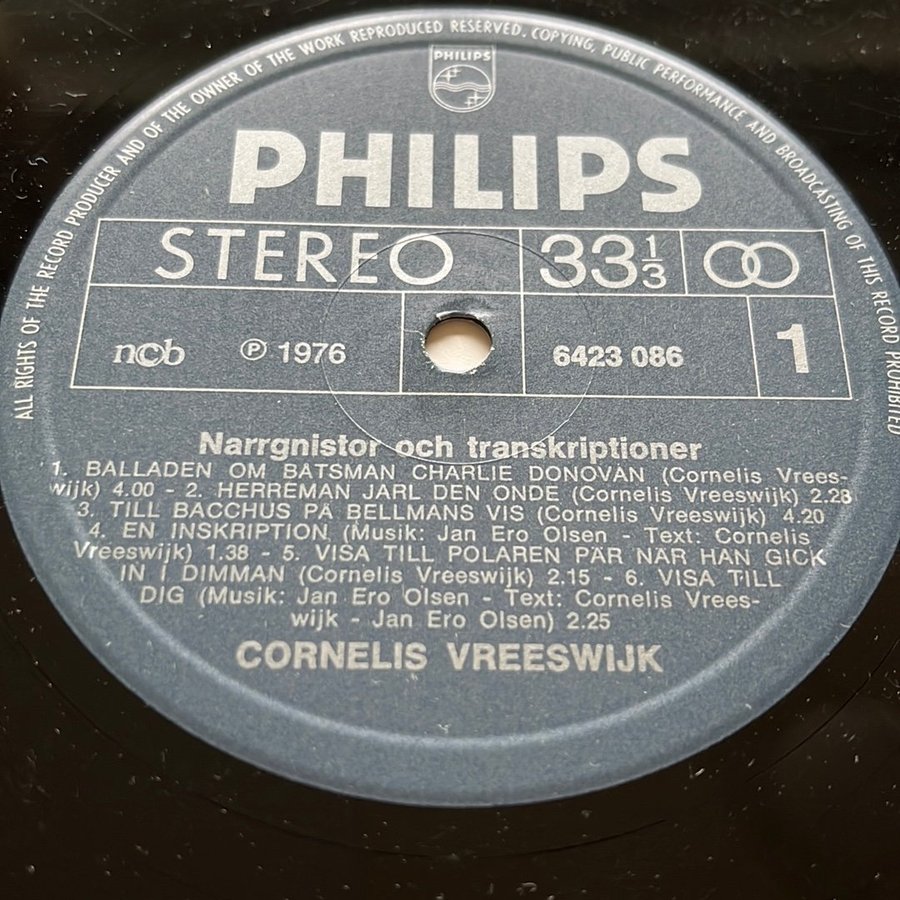 ALL RIGHTS OF THE RECORD PRODUCER AND OF THE OWNER OF THE WORK REPRODUCED RESERVED. COPYING, PUBLIC PERFORMANCE AND BROADCASTING OF THIS RECORD PROHIBITED
PHILIPS
PHILIPS
STEREO 33 1/3
ncb ℗ 1976 6423 086 1
Narrgnistor och transkriptioner
1. BALLADEN OM BATSMAN CHARLIE DONOVAN (Cornelis Vrees-
wijk) 4.00 - 2. HERREMAN JARL DEN ONDE (Cornelis Vreeswijk) 2.28
3. TILL BACCHUS PA BELLMANS VIS (Cornelis Vreeswijk) 4.20
4. EN INSKRIPTION (Musik: Jan Ero Olsen - Text: Cornelis
Vreeswijk) 1.38 - 5. VISA TILL POLAREN PAR NAR HAN GICK
IN I DIMMAN (Cornelis Vreeswijk) 2.15 - 6. VISA TILL
DIG (Musik: Jan Ero Olsen - Text: Cornelis Vrees-
wijk - Jan Ero Olsen) 2.25
CORNELIS VREESWIJK